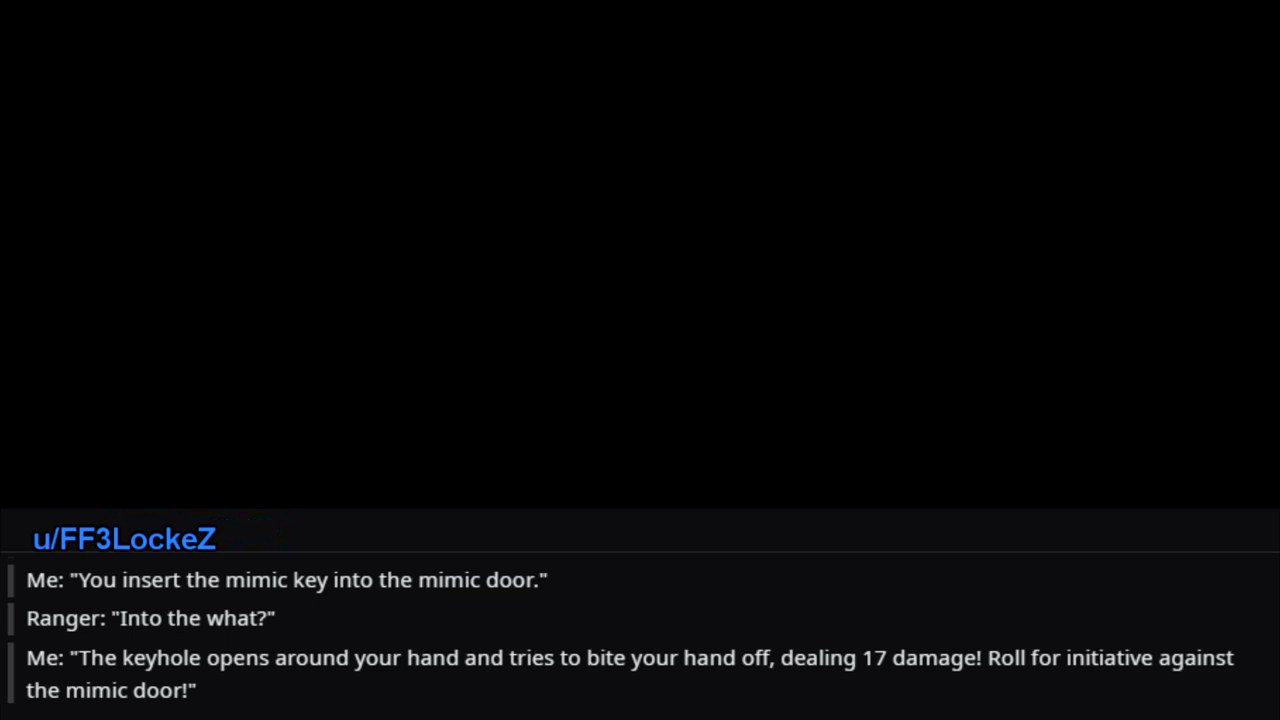 u/FF3LockeZ
Me: "You insert the mimic key into the mimic door."
Ranger: "Into the what?"
Me: "The keyhole opens around your hand and tries to bite your hand off, dealing 17 damage! Roll for initiative against
the mimic door!"